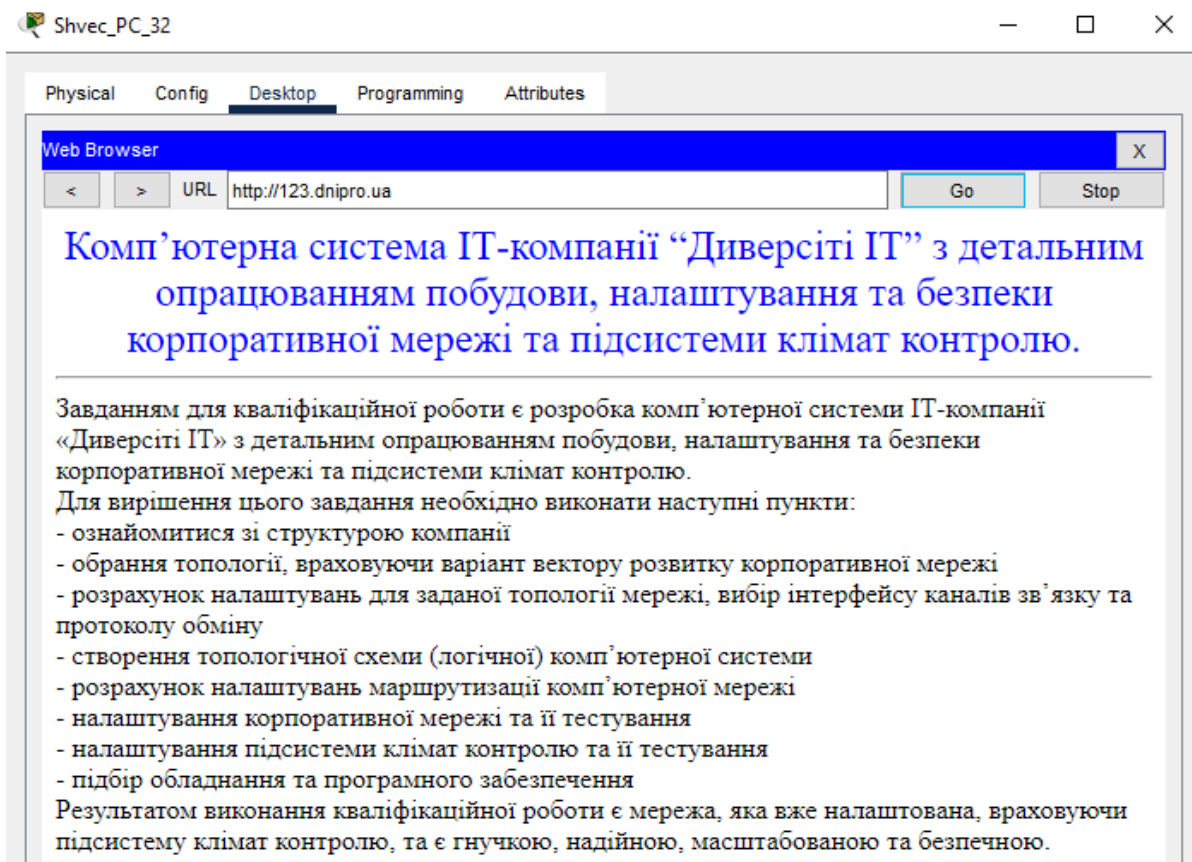 Shvec_PC_32
Physical Config Desktop Programming Attributes
Web Browser X
< > URL http://123.dnipro.ua Go Stop
Комп’ютерна система ІТ-компанії “Диверсіті ІТ” з детальним
опрацюванням побудови, налаштування та безпеки
корпоративної мережі та підсистеми клімат контролю.
Завданням для кваліфікаційної роботи є розробка комп’ютерної системи ІТ-компанії
«Диверсіті ІТ» з детальним опрацюванням побудови, налаштування та безпеки
корпоративної мережі та підсистеми клімат контролю.
Для вирішення цього завдання необхідно виконати наступні пункти:
- ознайомитися зі структурою компанії
- обрання топології, враховуючи варіант вектору розвитку корпоративної мережі
- розрахунок налаштувань для заданої топології мережі, вибір інтерфейсу каналів зв’язку та
протоколу обміну
- створення топологічної схеми (логічної) комп’ютерної системи
- розрахунок налаштувань маршрутизації комп’ютерної мережі
- налаштування корпоративної мережі та її тестування
- налаштування підсистеми клімат контролю та її тестування
- підбір обладнання та програмного забезпечення
Результатом виконання кваліфікаційної роботи є мережа, яка вже налаштована, враховуючи
підсистему клімат контролю, та є гнучкою, надійною, масштабованою та безпечною.